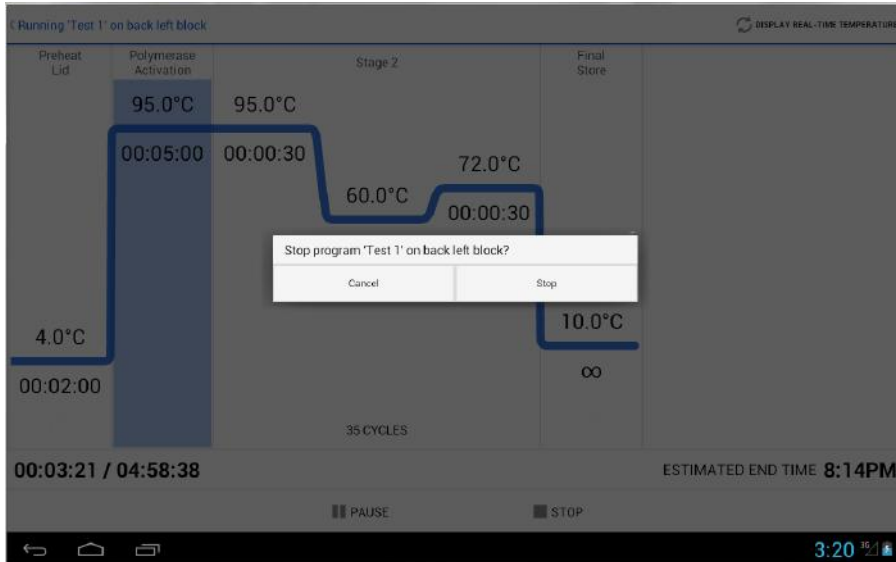 Running 'Test 1' on back left block
DISPLAY REAL-TIME TEMPERATURE
Preheat
Lid
Polymerase
Activation
Stage 2
Final
Store
95.0°C
95.0°C
00:05:00
00:00:30
72.0°C
60.0°C
00:00:30
Stop program 'Test 1' on back left block?
Cancel
Stop
10.0°C
4.0°C
∞
00:02:00
35 CYCLES
00:03:21 / 04:58:38
ESTIMATED END TIME 8:14PM
PAUSE
STOP
3:20
3G